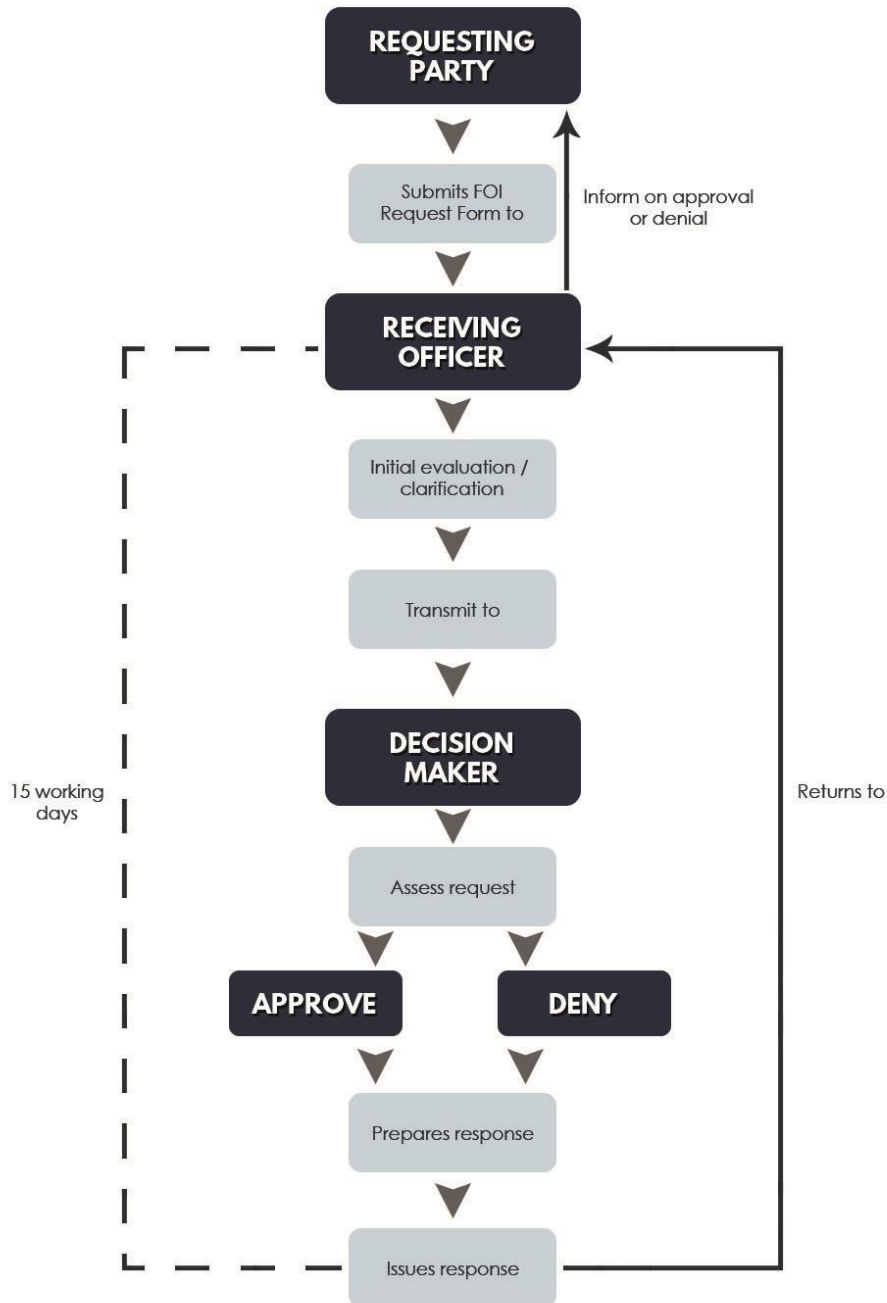 REQUESTING
PARTY
Submits FOI
Request Form to
Inform on approval
or denial
RECEIVING
OFFICER
Initial evaluation /
clarification
Transmit to
DECISION
MAKER
15 working
days
Returns to
Assess request
APPROVE
DENY
Prepares response
Issues response